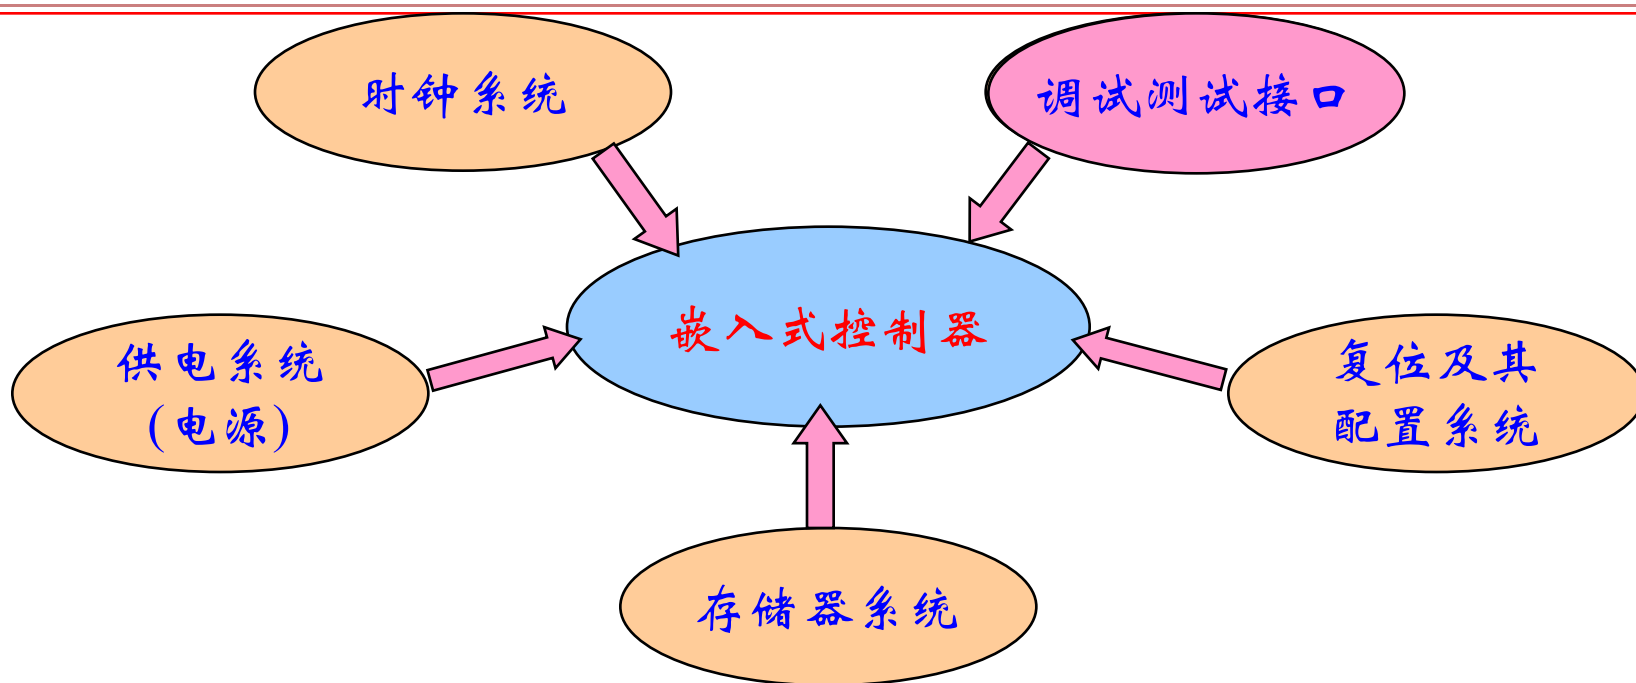 时钟系统
调试测试接口
嵌入式控制器
供电系统
(电源)
复位及其
配置系统
存储器系统